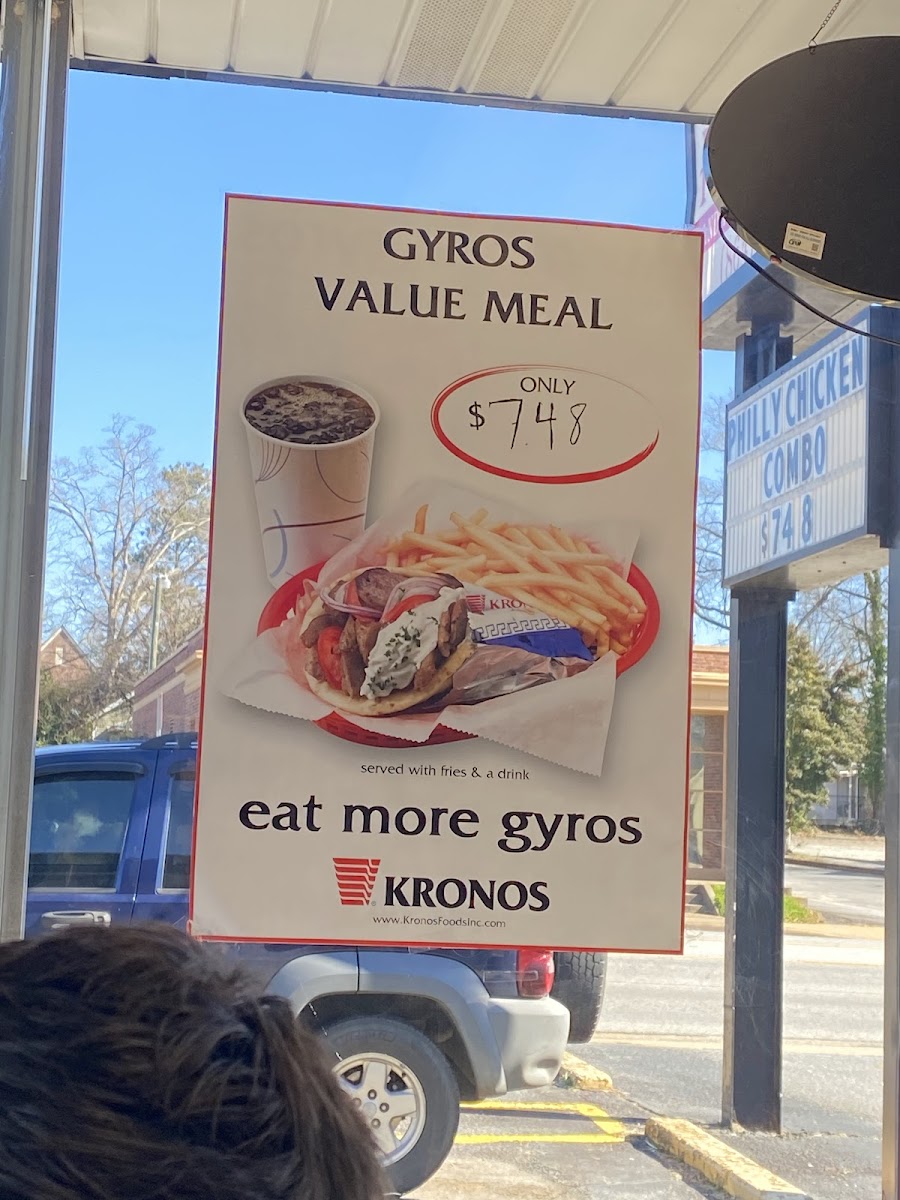 GYROS
VALUE MEAL
ONLY
$7.48
KRO
served with fries & a drink
eat more gyros
KRONOS
www.KronosFoodsInc.com
PHILLY CHICKEN
COMBO
$74 8